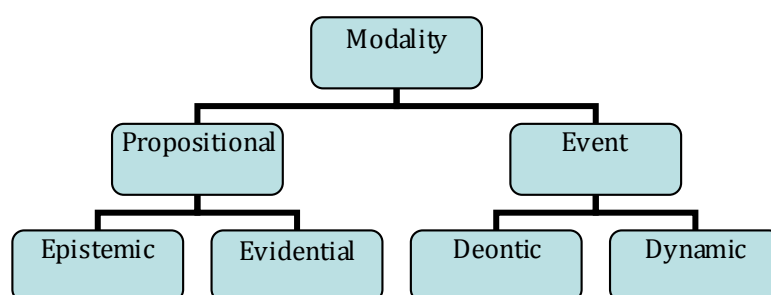 Modality
Propositional
Event
Epistemic
Evidential
Deontic
Dynamic